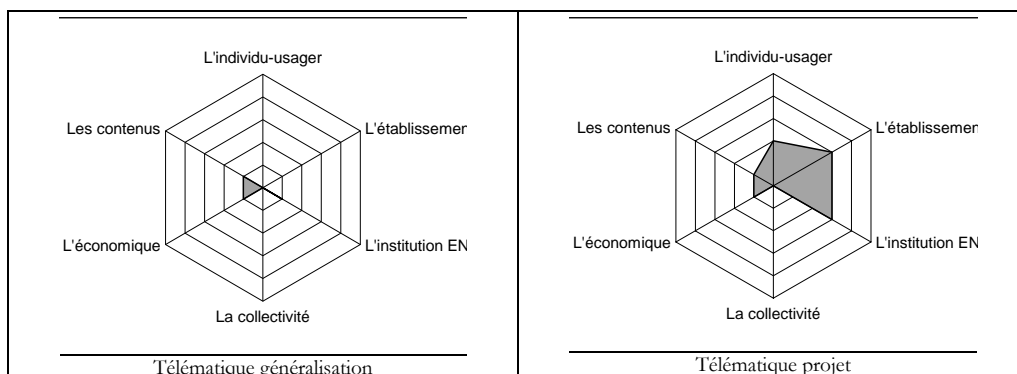 L'individu-usager
Les contenus
L'établissemen
L'économique
L'institution EN
La collectivité
Télématique généralisation
L'individu-usager
Les contenus
L'établissemen
L'économique
L'institution EN
La collectivité
Télématique projet